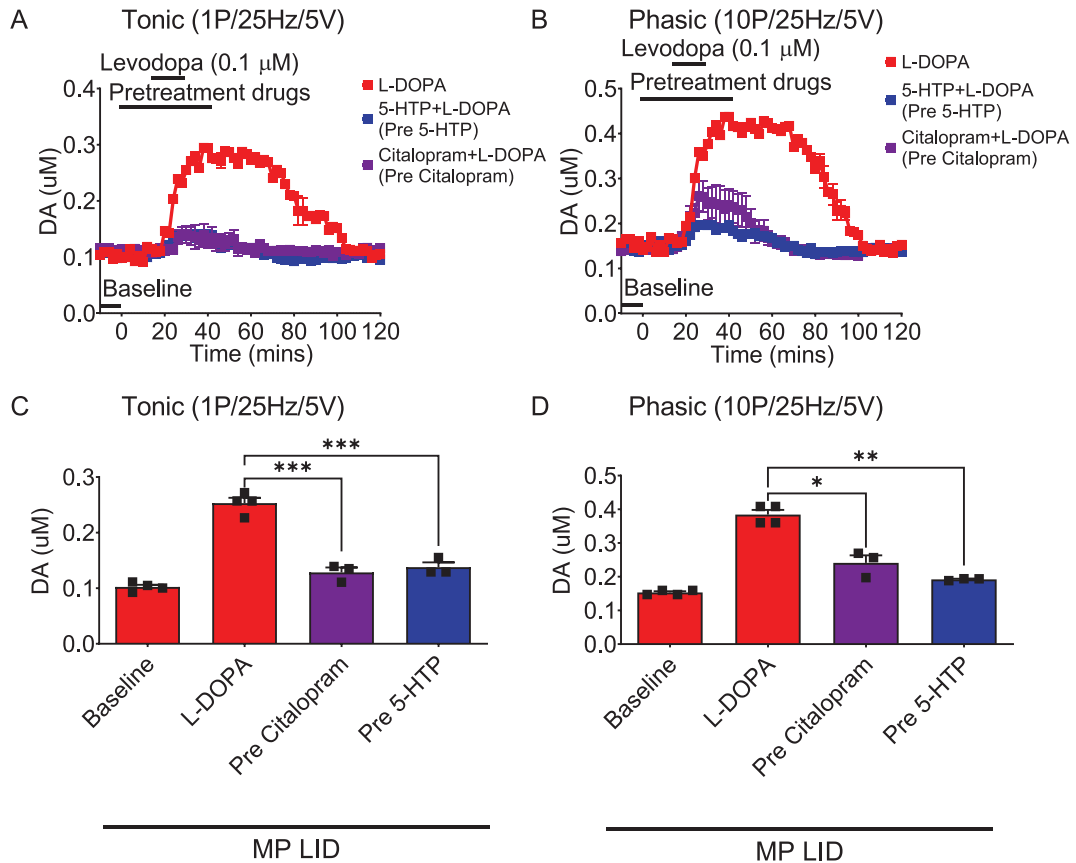 A Tonic (1P/25Hz/5V)
Levodopa (0.1 μM)
Pretreatment drugs
L-DOPA
5-HTP+L-DOPA
(Pre 5-HTP)
Citalopram+L-DOPA
(Pre Citalopram)
DA (uM)
0.4
0.3
0.2
0.1
0.0
Baseline
0 20 40 60 80 100 120
Time (mins)
B Phasic (10P/25Hz/5V)
Levodopa (0.1 μM)
Pretreatment drugs
L-DOPA
5-HTP+L-DOPA
(Pre 5-HTP)
Citalopram+L-DOPA
(Pre Citalopram)
DA (uM)
0.5
0.4
0.3
0.2
0.1
0.0
Baseline
0 20 40 60 80 100 120
Time (mins)
C Tonic (1P/25Hz/5V)
***
***
DA (uM)
0.3
0.2
0.1
0.0
Baseline
L-DOPA
Pre Citalopram
Pre 5-HTP
MP LID
D Phasic (10P/25Hz/5V)
**
*
DA (uM)
0.5
0.4
0.3
0.2
0.1
0.0
Baseline
L-DOPA
Pre Citalopram
Pre 5-HTP
MP LID